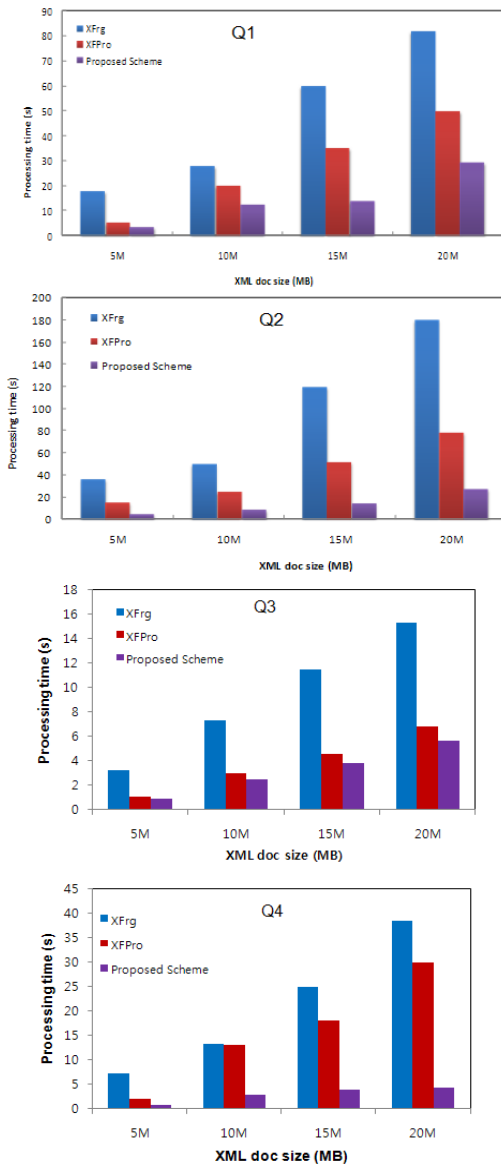 Q1
XFrg
XFPro
Proposed Scheme
Processing time (s)
90
80
70
60
50
40
30
20
10
0
5M 10M 15M 20M
XML doc size (MB)
Q2
XFrg
XFPro
Proposed Scheme
Processing time (s)
200
180
160
140
120
100
80
60
40
20
0
5M 10M 15M 20M
XML doc size (MB)
Q3
XFrg
XFPro
Proposed Scheme
Processing time (s)
18
16
14
12
10
8
6
4
2
0
5M 10M 15M 20M
XML doc size (MB)
Q4
XFrg
XFPro
Proposed Scheme
Processing time (s)
45
40
35
30
25
20
15
10
5
0
5M 10M 15M 20M
XML doc size (MB)